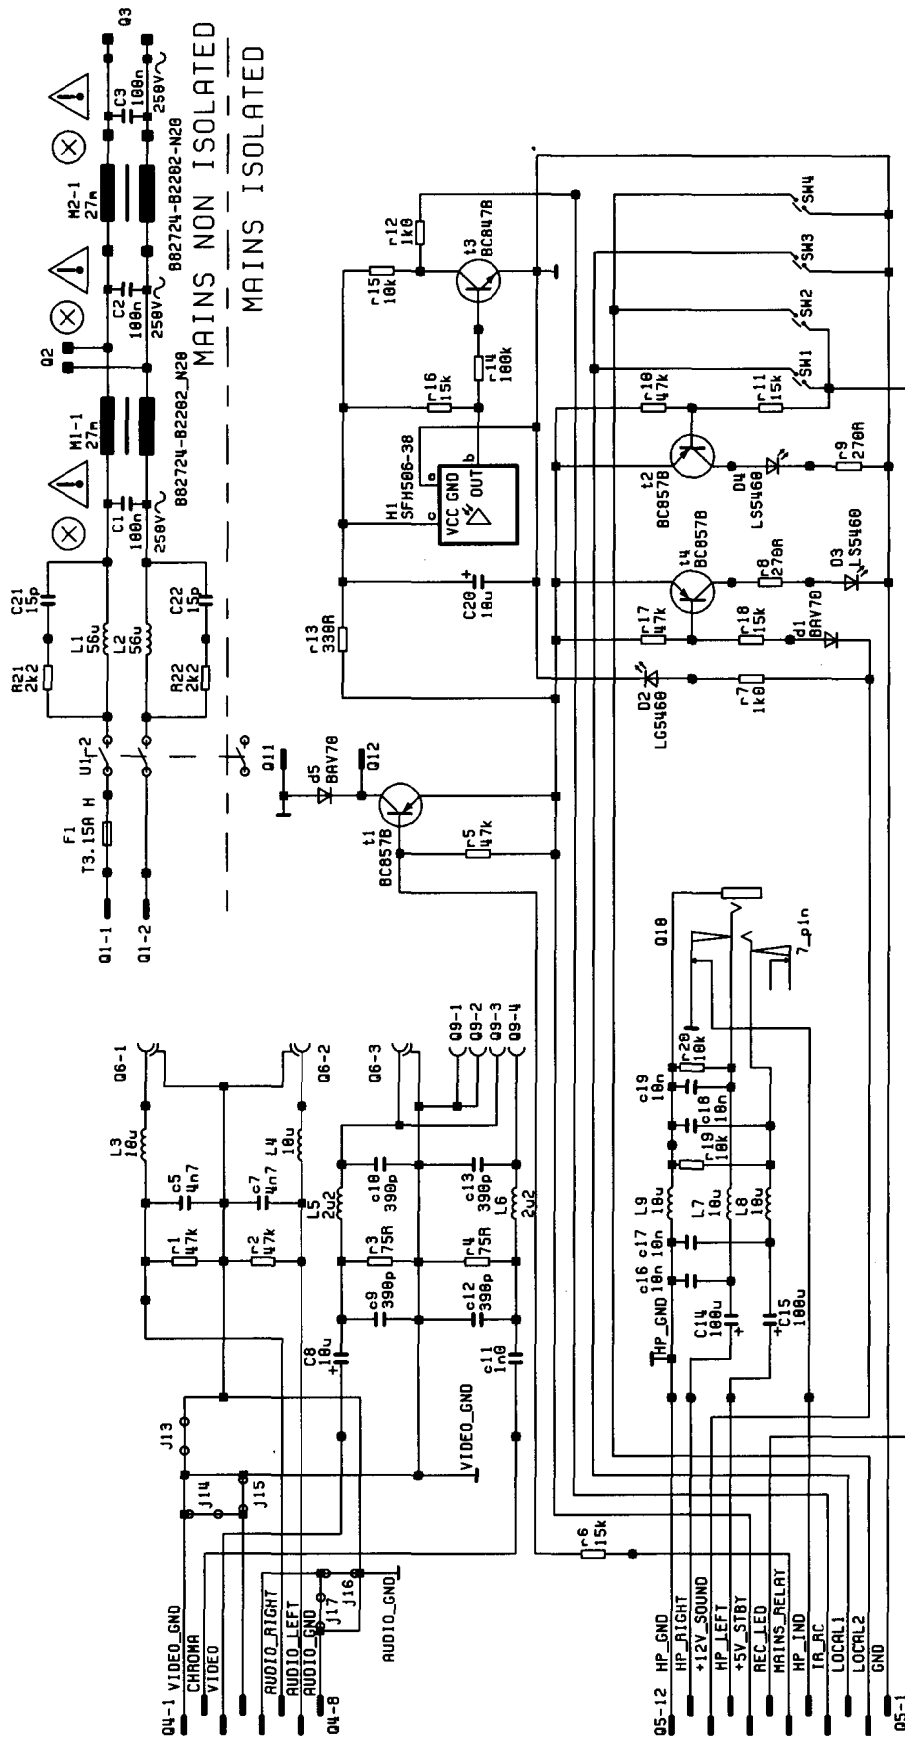 Q3
C3
100n
250V
M2-1
27m
B82724-B2202-N20
C2
100n
250V
Q2
M1-1
27m
B82724-B2202_N20
C1
100n
250V
C21
15p
R21
2k2
L1
56u
L2
56u
C22
15p
R22
2k2
U1-2
F1
T3.15A H
Q1-1
Q1-2
MAINS NON ISOLATED
MAINS ISOLATED
Q11
d5
BAV70
Q12
t1
BC857B
r5
47k
r13
330R
C20
+
10u
H1
SFH506-38
c
a
b
VCC
GND
OUT
r16
15k
r14
100k
r15
10k
r12
1k0
t3
BC847B
D2
LG5460
r7
1k0
r17
47k
r18
15k
d1
BAV70
t4
BC857B
r8
270R
D3
LS5460
t2
BC857B
D4
LS5460
r9
270R
r10
47k
r11
15k
SW1
SW2
SW3
SW4
Q6-1
Q6-2
Q6-3
Q9-1
Q9-2
Q9-3
Q9-4
L3
10u
L4
10u
c5
4n7
c7
4n7
r1
47k
r2
47k
L5
2u2
L6
2u2
c10
390p
c13
390p
r3
75R
r4
75R
c9
390p
c12
390p
C8
+
10u
c11
1n0
J13
J14
J15
J16
J17
VIDEO_GND
AUDIO_GND
Q4-1
VIDEO_GND
CHROMA
VIDEO
AUDIO_RIGHT
AUDIO_LEFT
AUDIO_GND
Q4-8
r6
15k
Q10
7_pin
r20
10k
c19
10n
c18
10n
r19
10k
L9
10u
L7
10u
L8
10u
c17
10n
c16
10n
C14
100u
+
C15
100u
+
HP_GND
Q5-12
HP_GND
HP_RIGHT
+12V_SOUND
HP_LEFT
+5V_STBY
REC_LED
MAINS_RELAY
HP_IND
IR_RC
LOCAL1
LOCAL2
GND
Q5-1